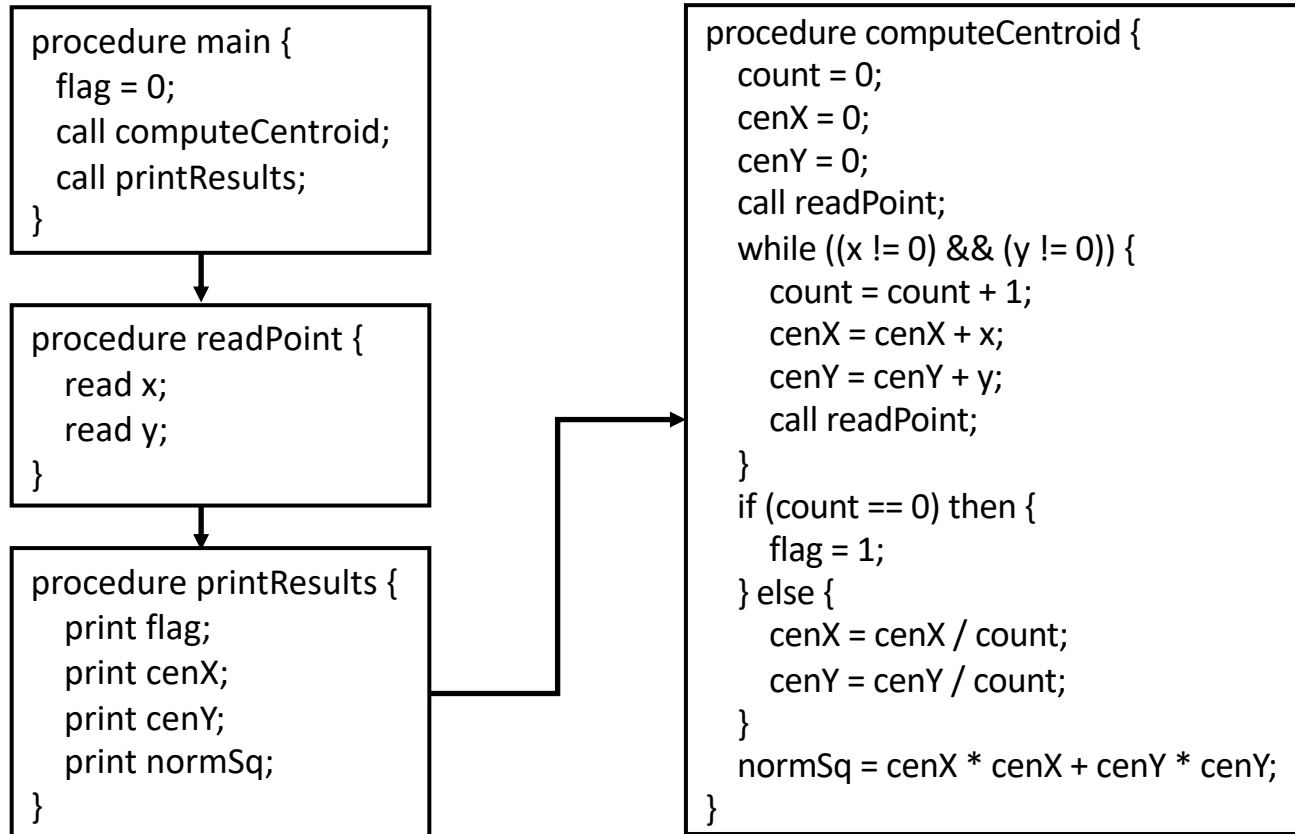 procedure main {
flag = 0;
call computeCentroid;
call printResults;
}
procedure readPoint {
read x;
read y;
}
procedure printResults {
print flag;
print cenX;
print cenY;
print normSq;
}
procedure computeCentroid {
count = 0;
cenX = 0;
cenY = 0;
call readPoint;
while ((x != 0) && (y != 0)) {
count = count + 1;
cenX = cenX + x;
cenY = cenY + y;
call readPoint;
}
if (count == 0) then {
flag = 1;
} else {
cenX = cenX / count;
cenY = cenY / count;
}
normSq = cenX * cenX + cenY * cenY;
}